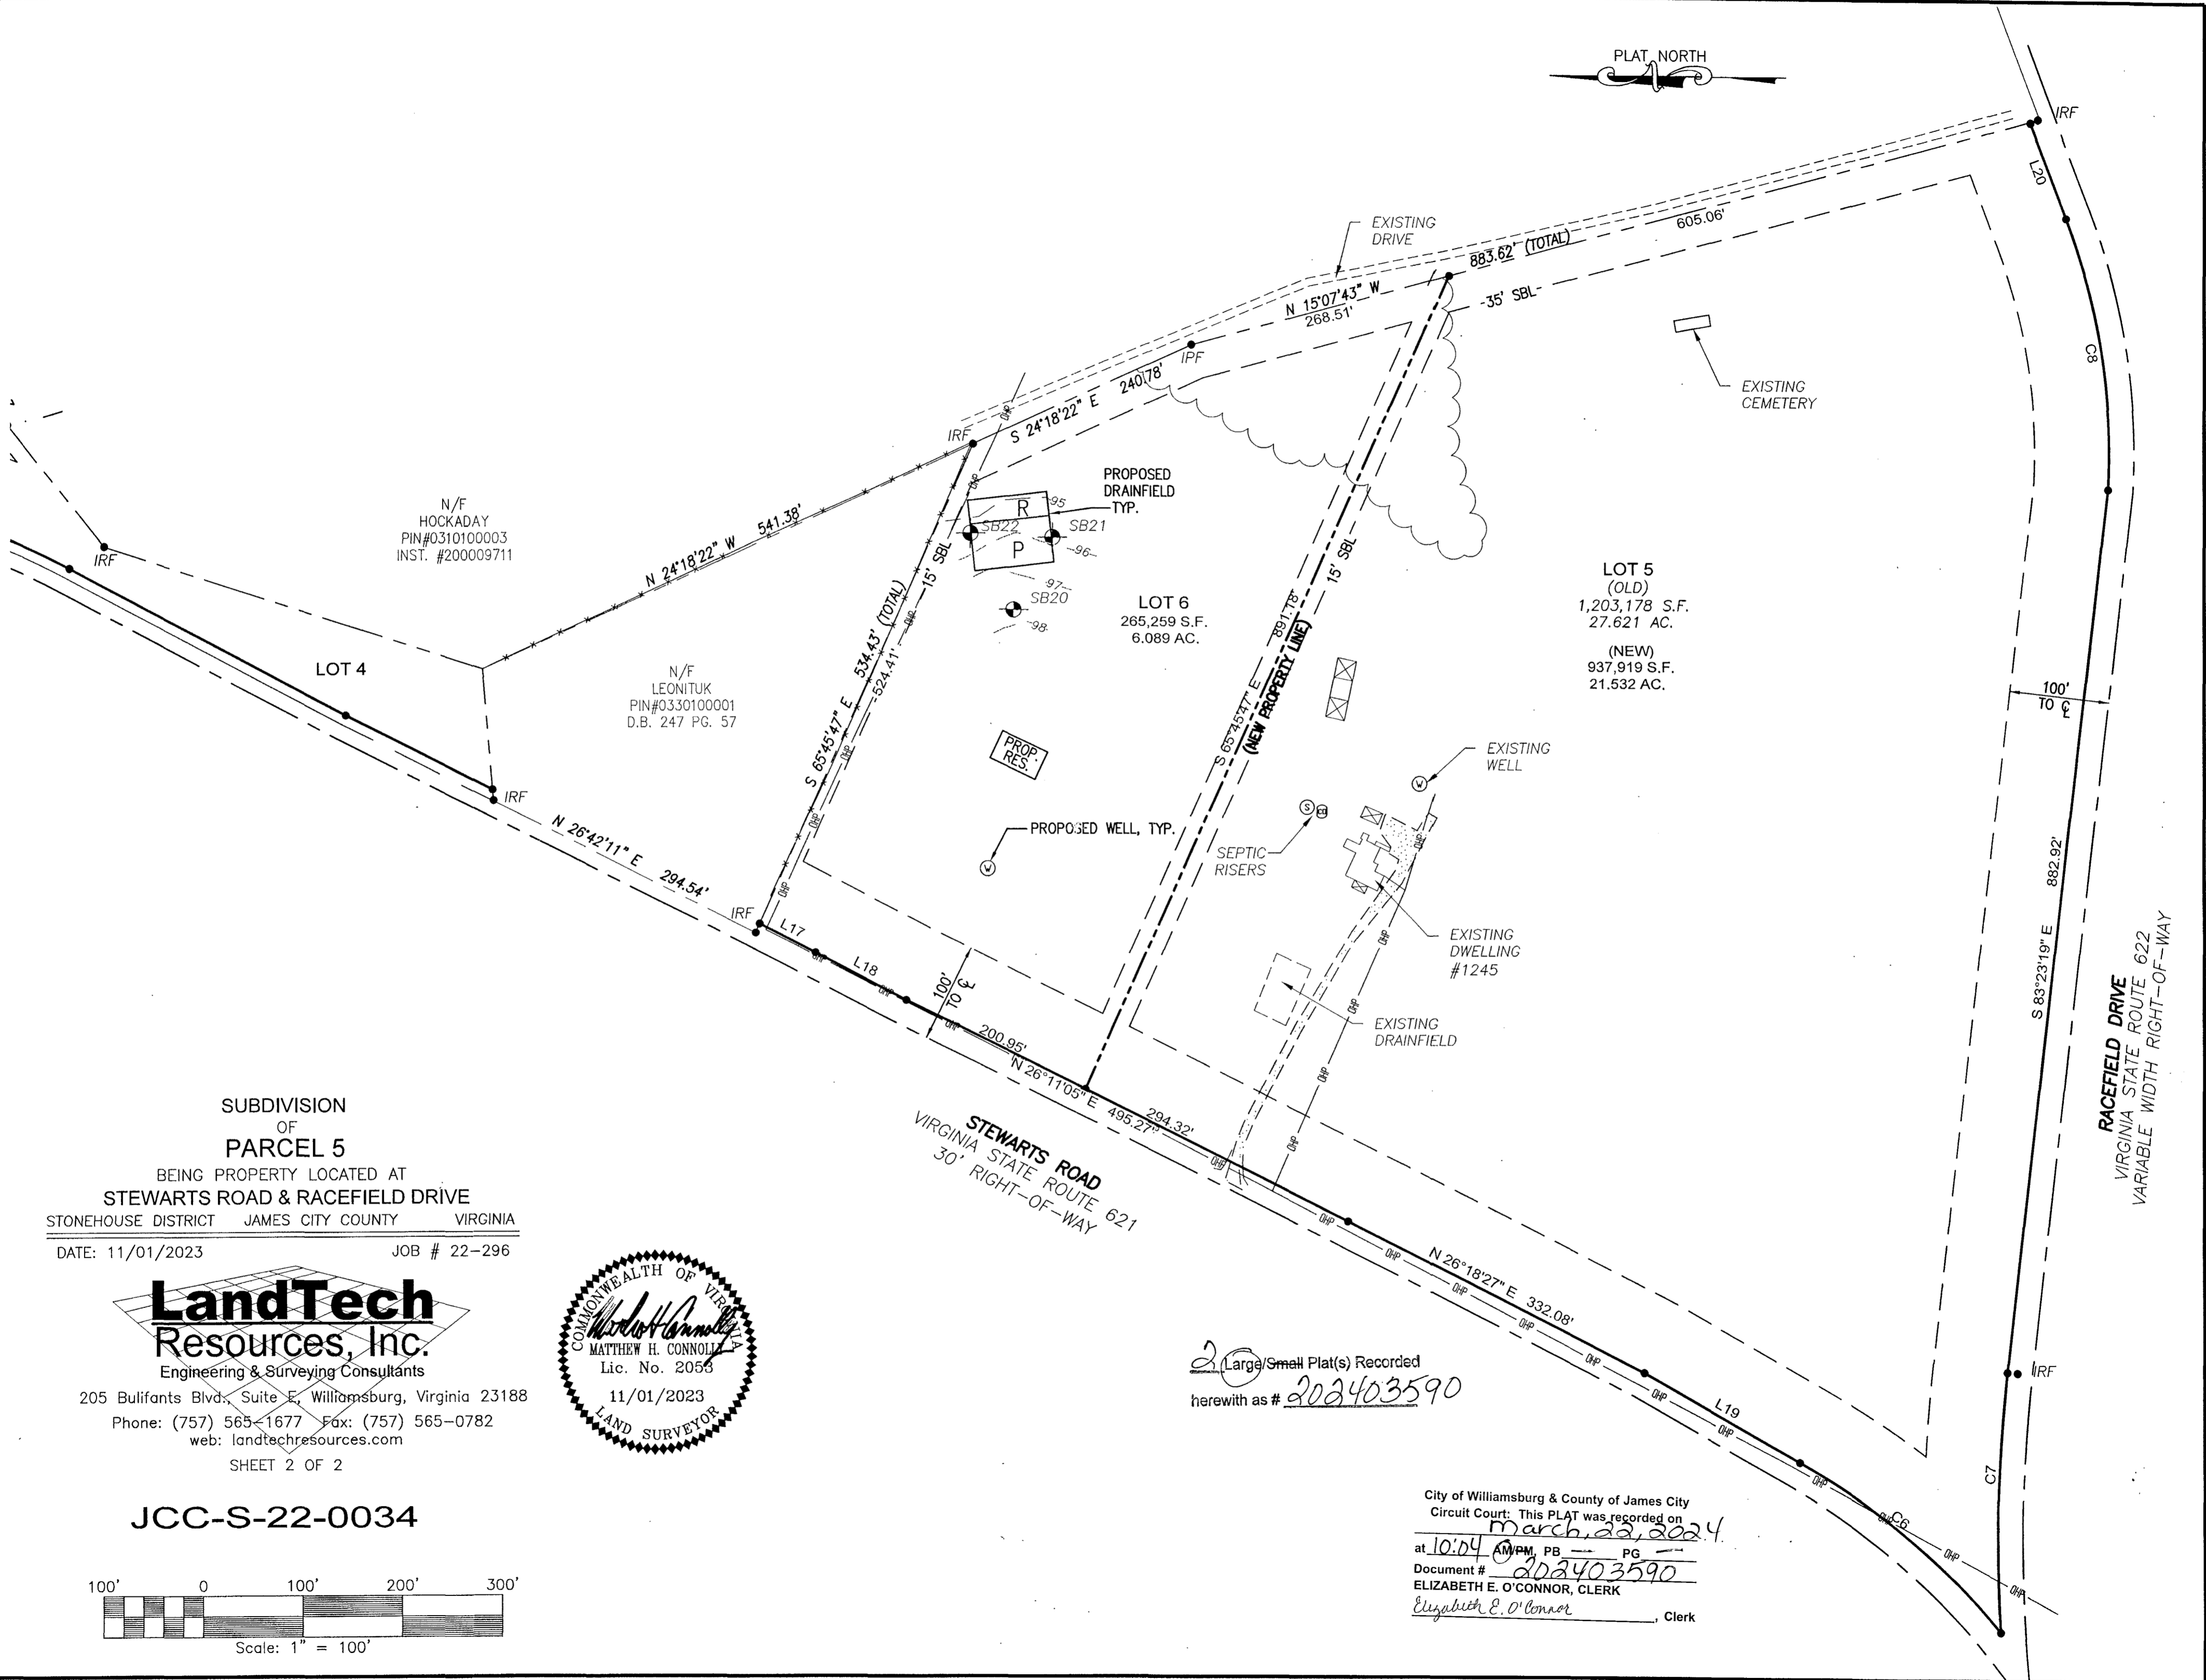 PLAT NORTH
IRF
L20
EXISTING
DRIVE
605.06'
883.62' (TOTAL)
N 15°07'43" W
268.51'
-35' SBL-
C8
IPF
EXISTING
CEMETERY
S 24°18'22" E 240.78'
IRF
OHP
PROPOSED
DRAINFIELD
TYP.
R
P
95
SB22
SB21
96
97
SB20
98
N/F
HOCKADAY
PIN#0310100003
INST. #200009711
N 24°18'22" W 541.38'
IRF
15' SBL
15' SBL
LOT 6
265,259 S.F.
6.089 AC.
LOT 5
(OLD)
1,203,178 S.F.
27.621 AC.
(NEW)
937,919 S.F.
21.532 AC.
LOT 4
N/F
LEONITUK
PIN#0330100001
D.B. 247 PG. 57
S 65°45'47" E 534.43' (TOTAL)
524.41'
S 65°45'47" E 891.18'
(NEW PROPERTY LINE)
100'
TO ℄
PROP.
RES.
EXISTING
WELL
W
IRF
N 26°42'11" E 294.54'
PROPOSED WELL, TYP.
W
S
CO
SEPTIC
RISERS
882.92'
S 83°23'19" E
IRF
L17
L18
100'
TO ℄
EXISTING
DWELLING
#1245
EXISTING
DRAINFIELD
200.95'
N 26°11'05" E 495.27'
294.32'
RACEFIELD DRIVE
VIRGINIA STATE ROUTE 622
VARIABLE WIDTH RIGHT-OF-WAY
STEWARTS ROAD
VIRGINIA STATE ROUTE 621
30' RIGHT-OF-WAY
N 26°18'27" E 332.08'
L19
IRF
C7
C6
SUBDIVISION
OF
PARCEL 5
BEING PROPERTY LOCATED AT
STEWARTS ROAD & RACEFIELD DRIVE
STONEHOUSE DISTRICT JAMES CITY COUNTY VIRGINIA
DATE: 11/01/2023 JOB # 22-296
LandTech
Resources, Inc.
Engineering & Surveying Consultants
205 Bulifants Blvd., Suite E, Williamsburg, Virginia 23188
Phone: (757) 565-1677 Fax: (757) 565-0782
web: landtechresources.com
SHEET 2 OF 2
JCC-S-22-0034
100' 0 100' 200' 300'
Scale: 1" = 100'
COMMONWEALTH OF VIRGINIA
MATTHEW H. CONNOLLY
Lic. No. 2053
11/01/2023
LAND SURVEYOR
2 Large/Small Plat(s) Recorded
herewith as # 202403590
City of Williamsburg & County of James City
Circuit Court: This PLAT was recorded on
March, 22, 2024.
at 10:04 AM/PM, PB — PG —
Document # 202403590
ELIZABETH E. O'CONNOR, CLERK
Elizabeth E. O'Connor, Clerk